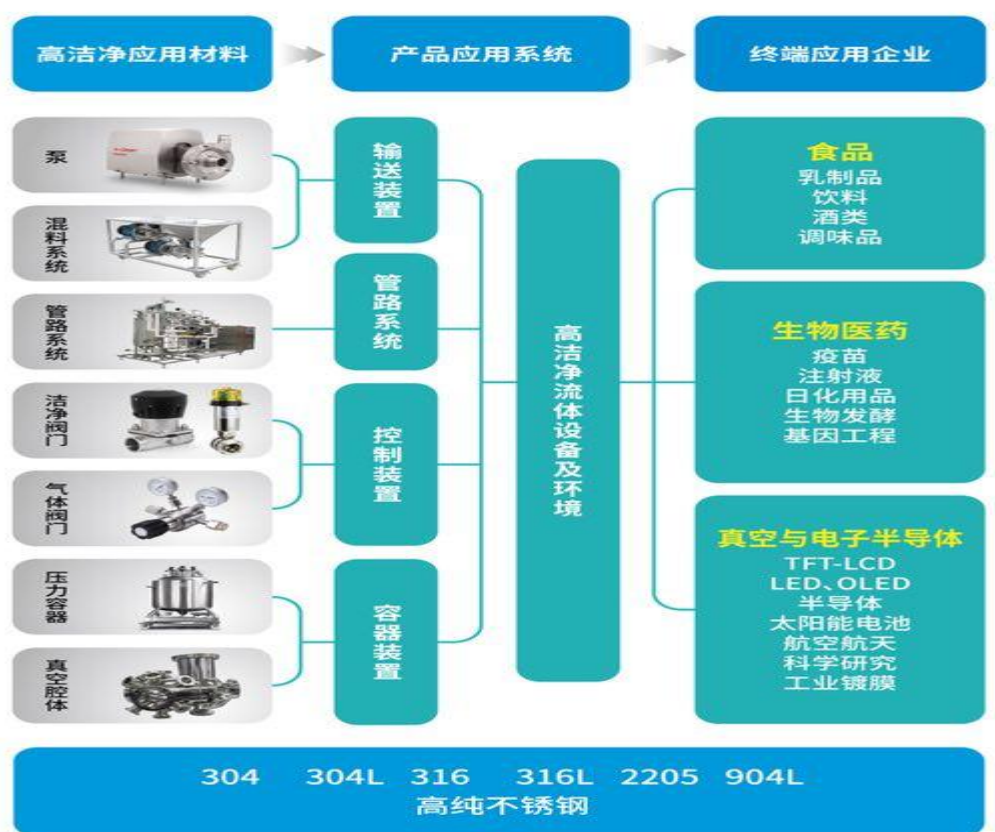 高洁净应用材料
产品应用系统
终端应用企业
泵
混料系统
管路系统
洁净阀门
气体阀门
压力容器
真空腔体
输送装置
管路系统
控制装置
容器装置
高洁净流体设备及环境
食品
乳制品
饮料
酒类
调味品
生物医药
疫苗
注射液
日化用品
生物发酵
基因工程
真空与电子半导体
TFT-LCD
LED、OLED
半导体
太阳能电池
航空航天
科学研究
工业镀膜
304 304L 316 316L 2205 904L
高纯不锈钢